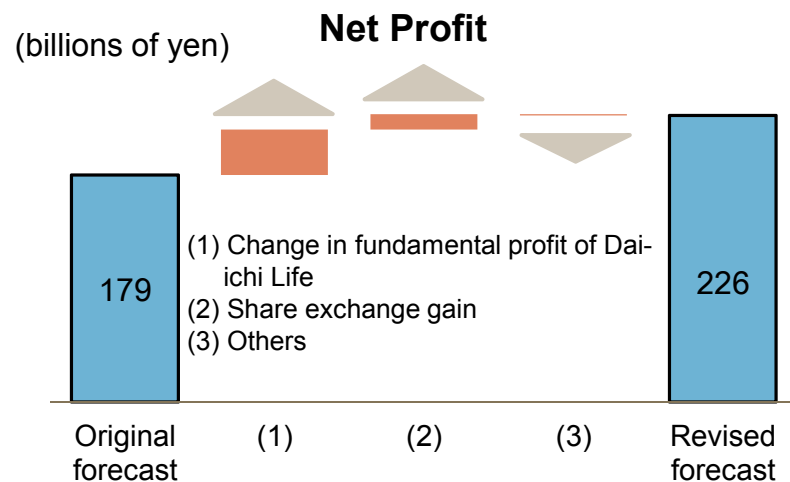 Net Profit
(billions of yen)
(1) Change in fundamental profit of Dai-
ichi Life
(2) Share exchange gain
(3) Others
179
226
Original
forecast
(1)
(2)
(3)
Revised
forecast